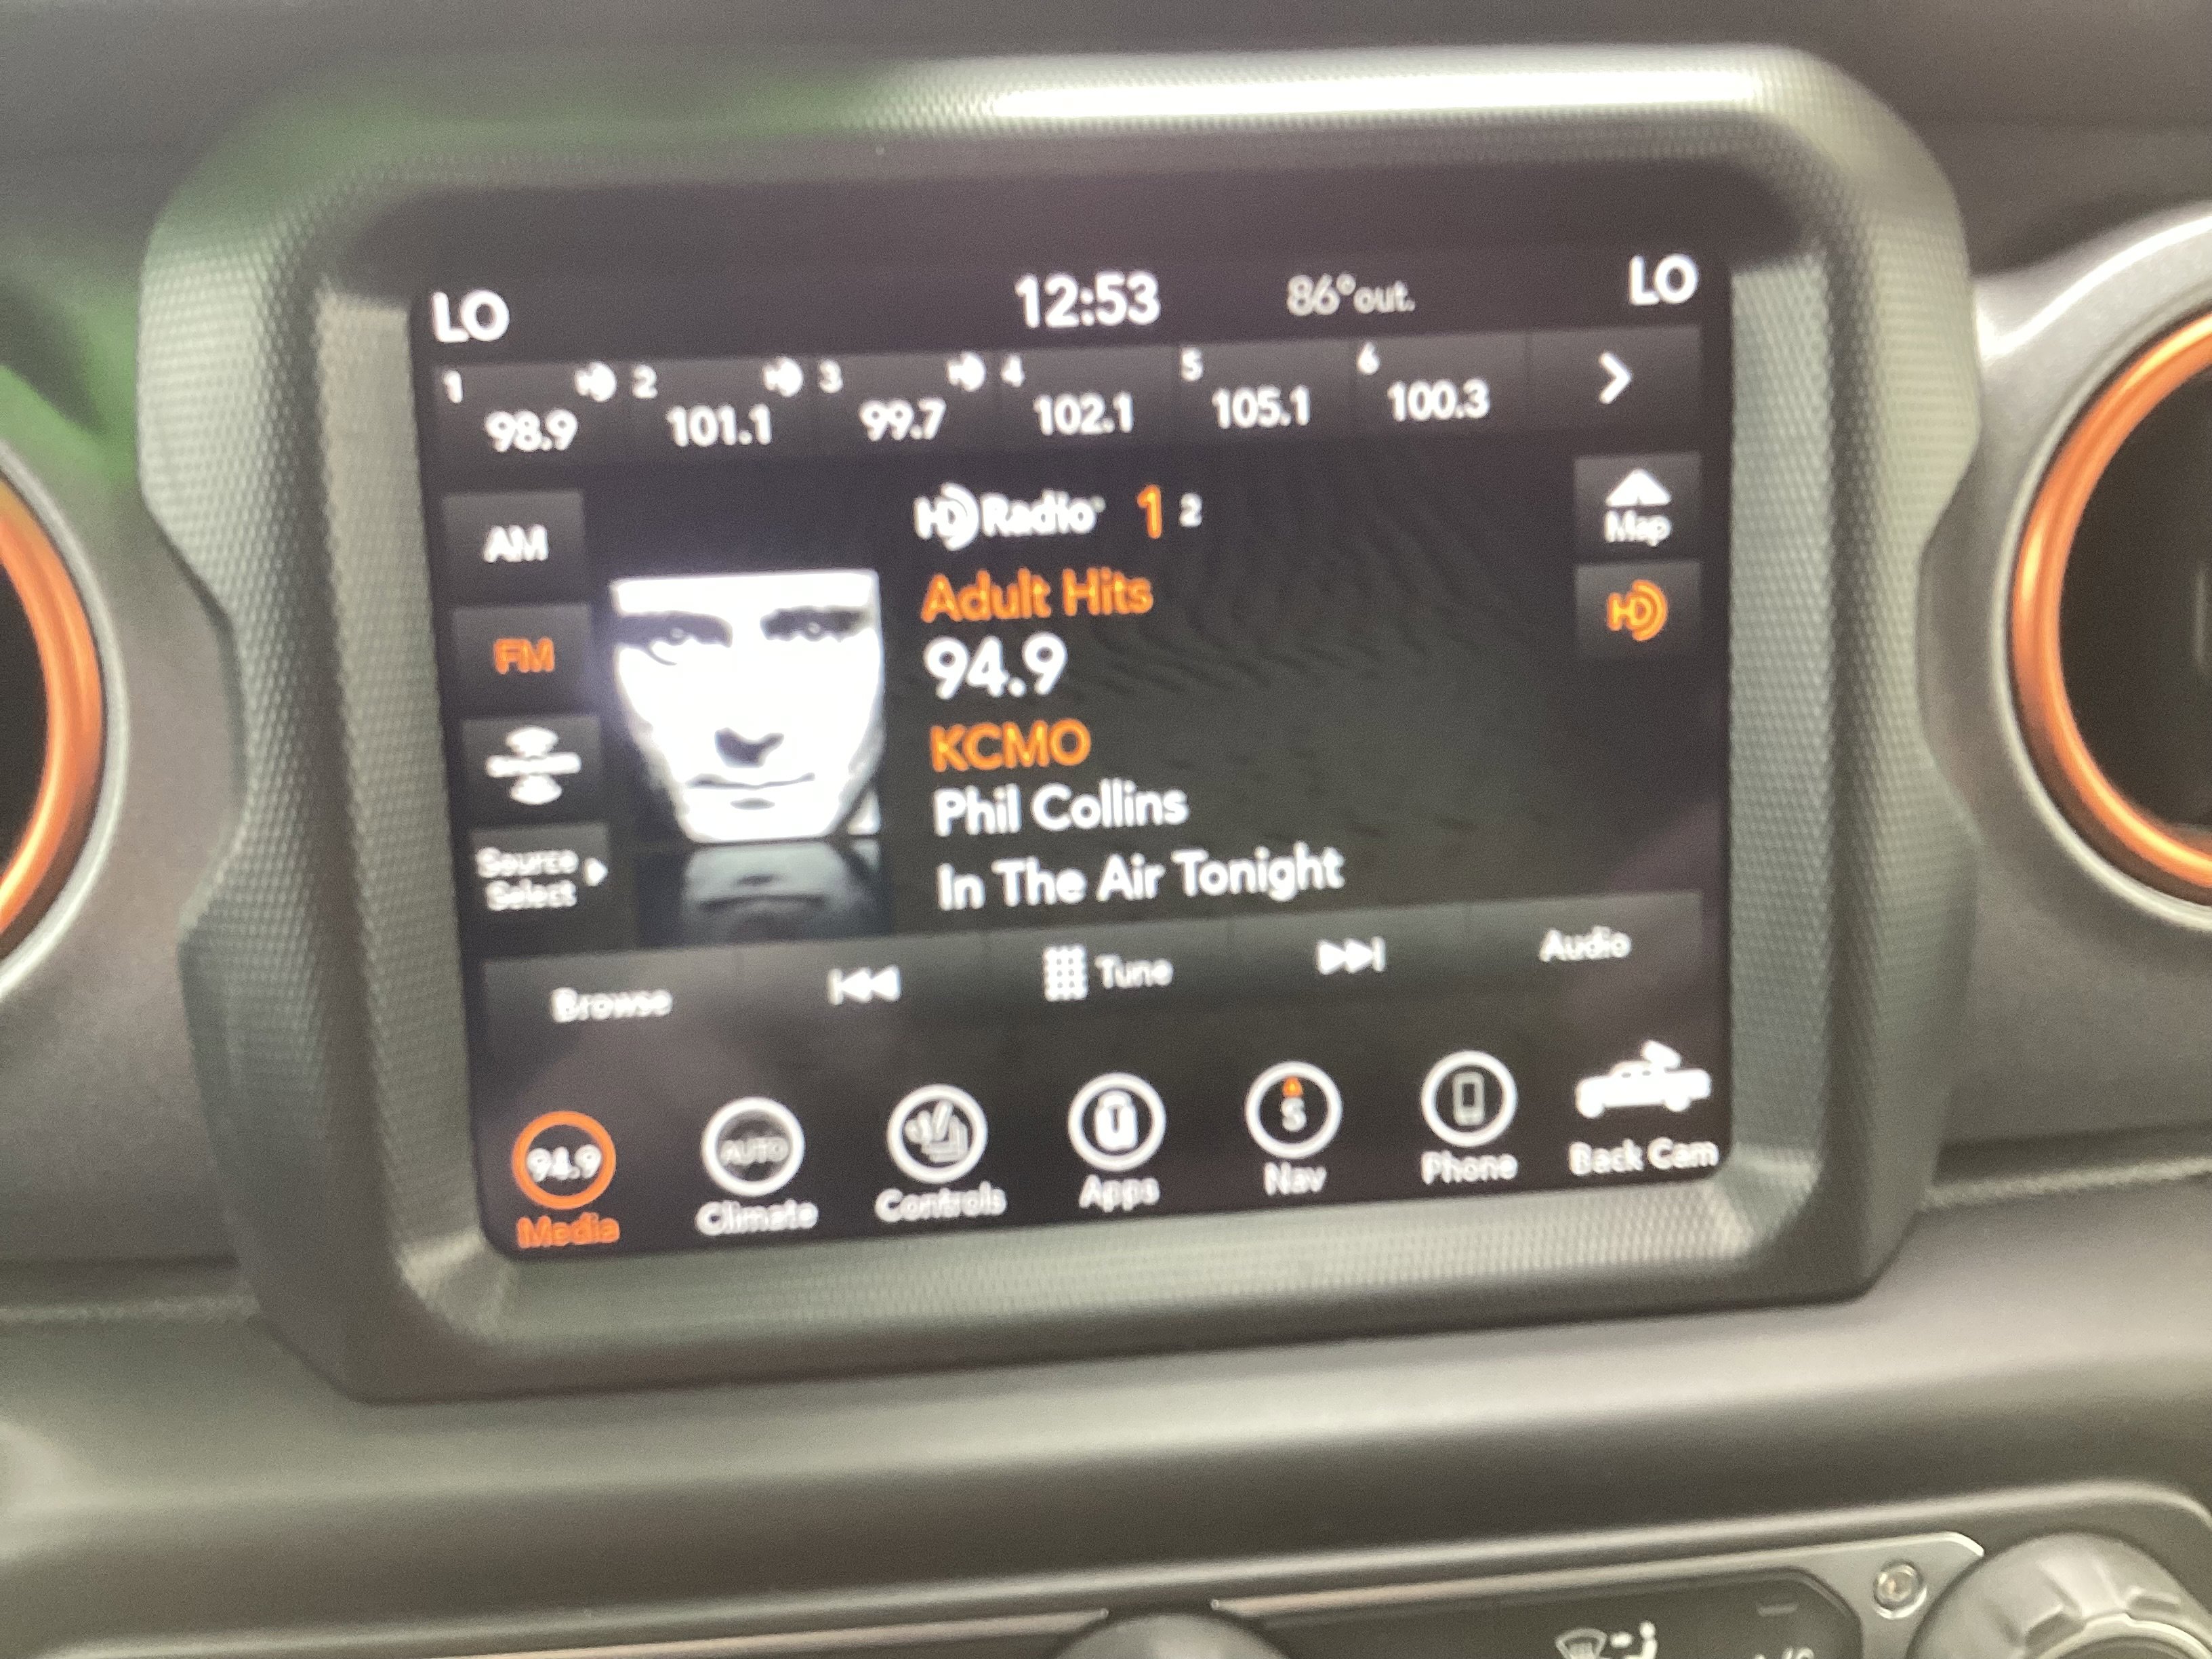 LO 12:53 86°out. LO
1 2 3 4 5 6
98.9 101.1 99.7 102.1 105.1 100.3
HD Radio 1 2
AM
Map
Adult Hits
HD
FM
94.9
KCMO
Phil Collins
Source
Select
In The Air Tonight
Browse Tune Audio
94.9 AUTO S
Media Climate Controls Apps Nav Phone Back Cam